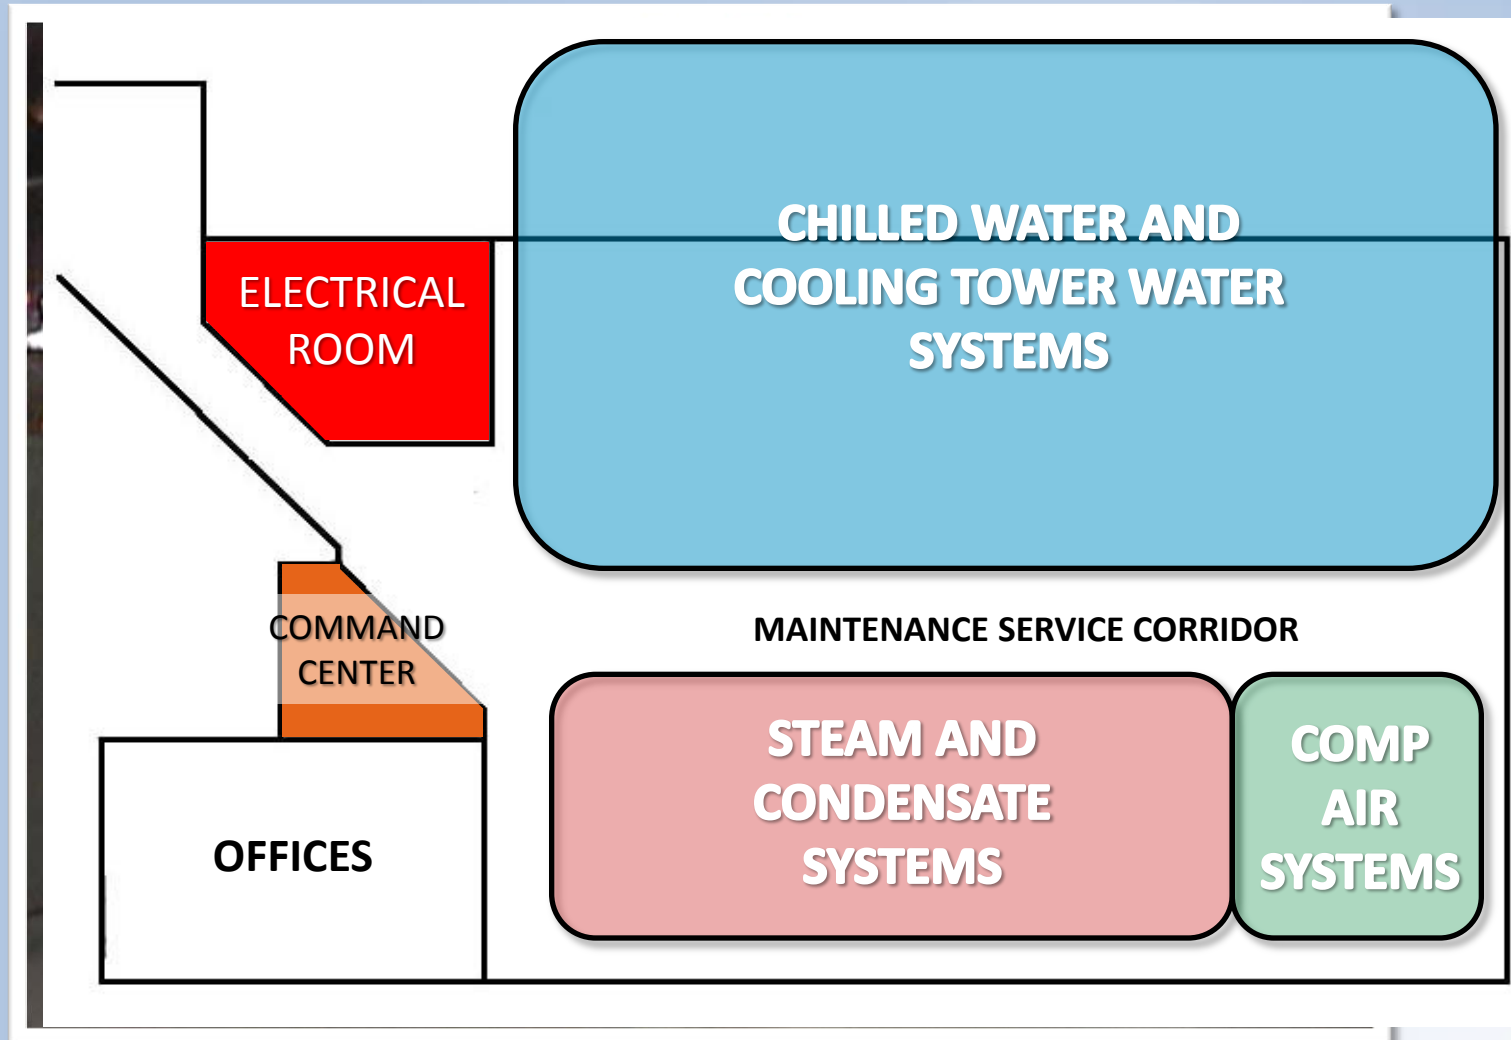 CHILLED WATER AND
COOLING TOWER WATER
SYSTEMS
ELECTRICAL
ROOM
COMMAND
CENTER
MAINTENANCE SERVICE CORRIDOR
STEAM AND
CONDENSATE
SYSTEMS
COMP
AIR
SYSTEMS
OFFICES